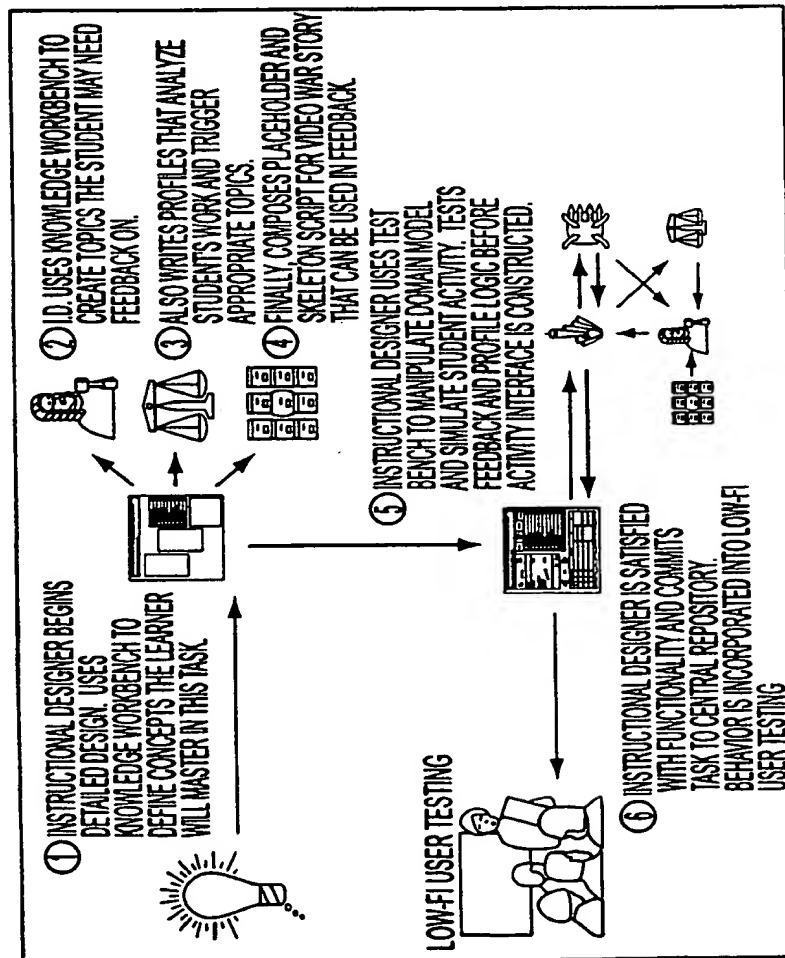 ① INSTRUCTIONAL DESIGNER BEGINS
DETAILED DESIGN. USES
KNOWLEDGE WORKBENCH TO
DEFINE CONCEPTS THE LEARNER
WILL MASTER IN THIS TASK.
② I.D. USES KNOWLEDGE WORKBENCH TO
CREATE TOPICS THE STUDENT MAY NEED
FEEDBACK ON.
③ ALSO WRITES PROFILES THAT ANALYZE
STUDENTS WORK AND TRIGGER
APPROPRIATE TOPICS.
④ FINALLY, COMPOSES PLACEHOLDER AND
SKELETON SCRIPT FOR VIDEO WAR STORY
THAT CAN BE USED IN FEEDBACK.
⑤ INSTRUCTIONAL DESIGNER USES TEST
BENCH TO MANIPULATE DOMAIN MODEL
AND SIMULATE STUDENT ACTIVITY. TESTS
FEEDBACK AND PROFILE LOGIC BEFORE
ACTIVITY INTERFACE IS CONSTRUCTED.
LOW-FI USER TESTING
⑥ INSTRUCTIONAL DESIGNER IS SATISFIED
WITH FUNCTIONALITY AND COMMITS
TASK TO CENTRAL REPOSITORY.
BEHAVIOR IS INCORPORATED INTO LOW-FI
USER TESTING